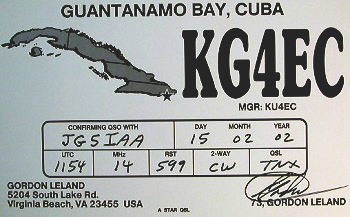 GUANTANAMO BAY, CUBA
KG4EC
MGR: KU4EC
CONFIRMING QSO WITH DAY MONTH YEAR
JG5IAA 15 02 02
UTC MHz RST 2-WAY QSL
1154 14 599 CW TNX
GORDON LELAND
5204 South Lake Rd.
Virginia Beach, VA 23455 USA
73, GORDON LELAND
A STAR QSL